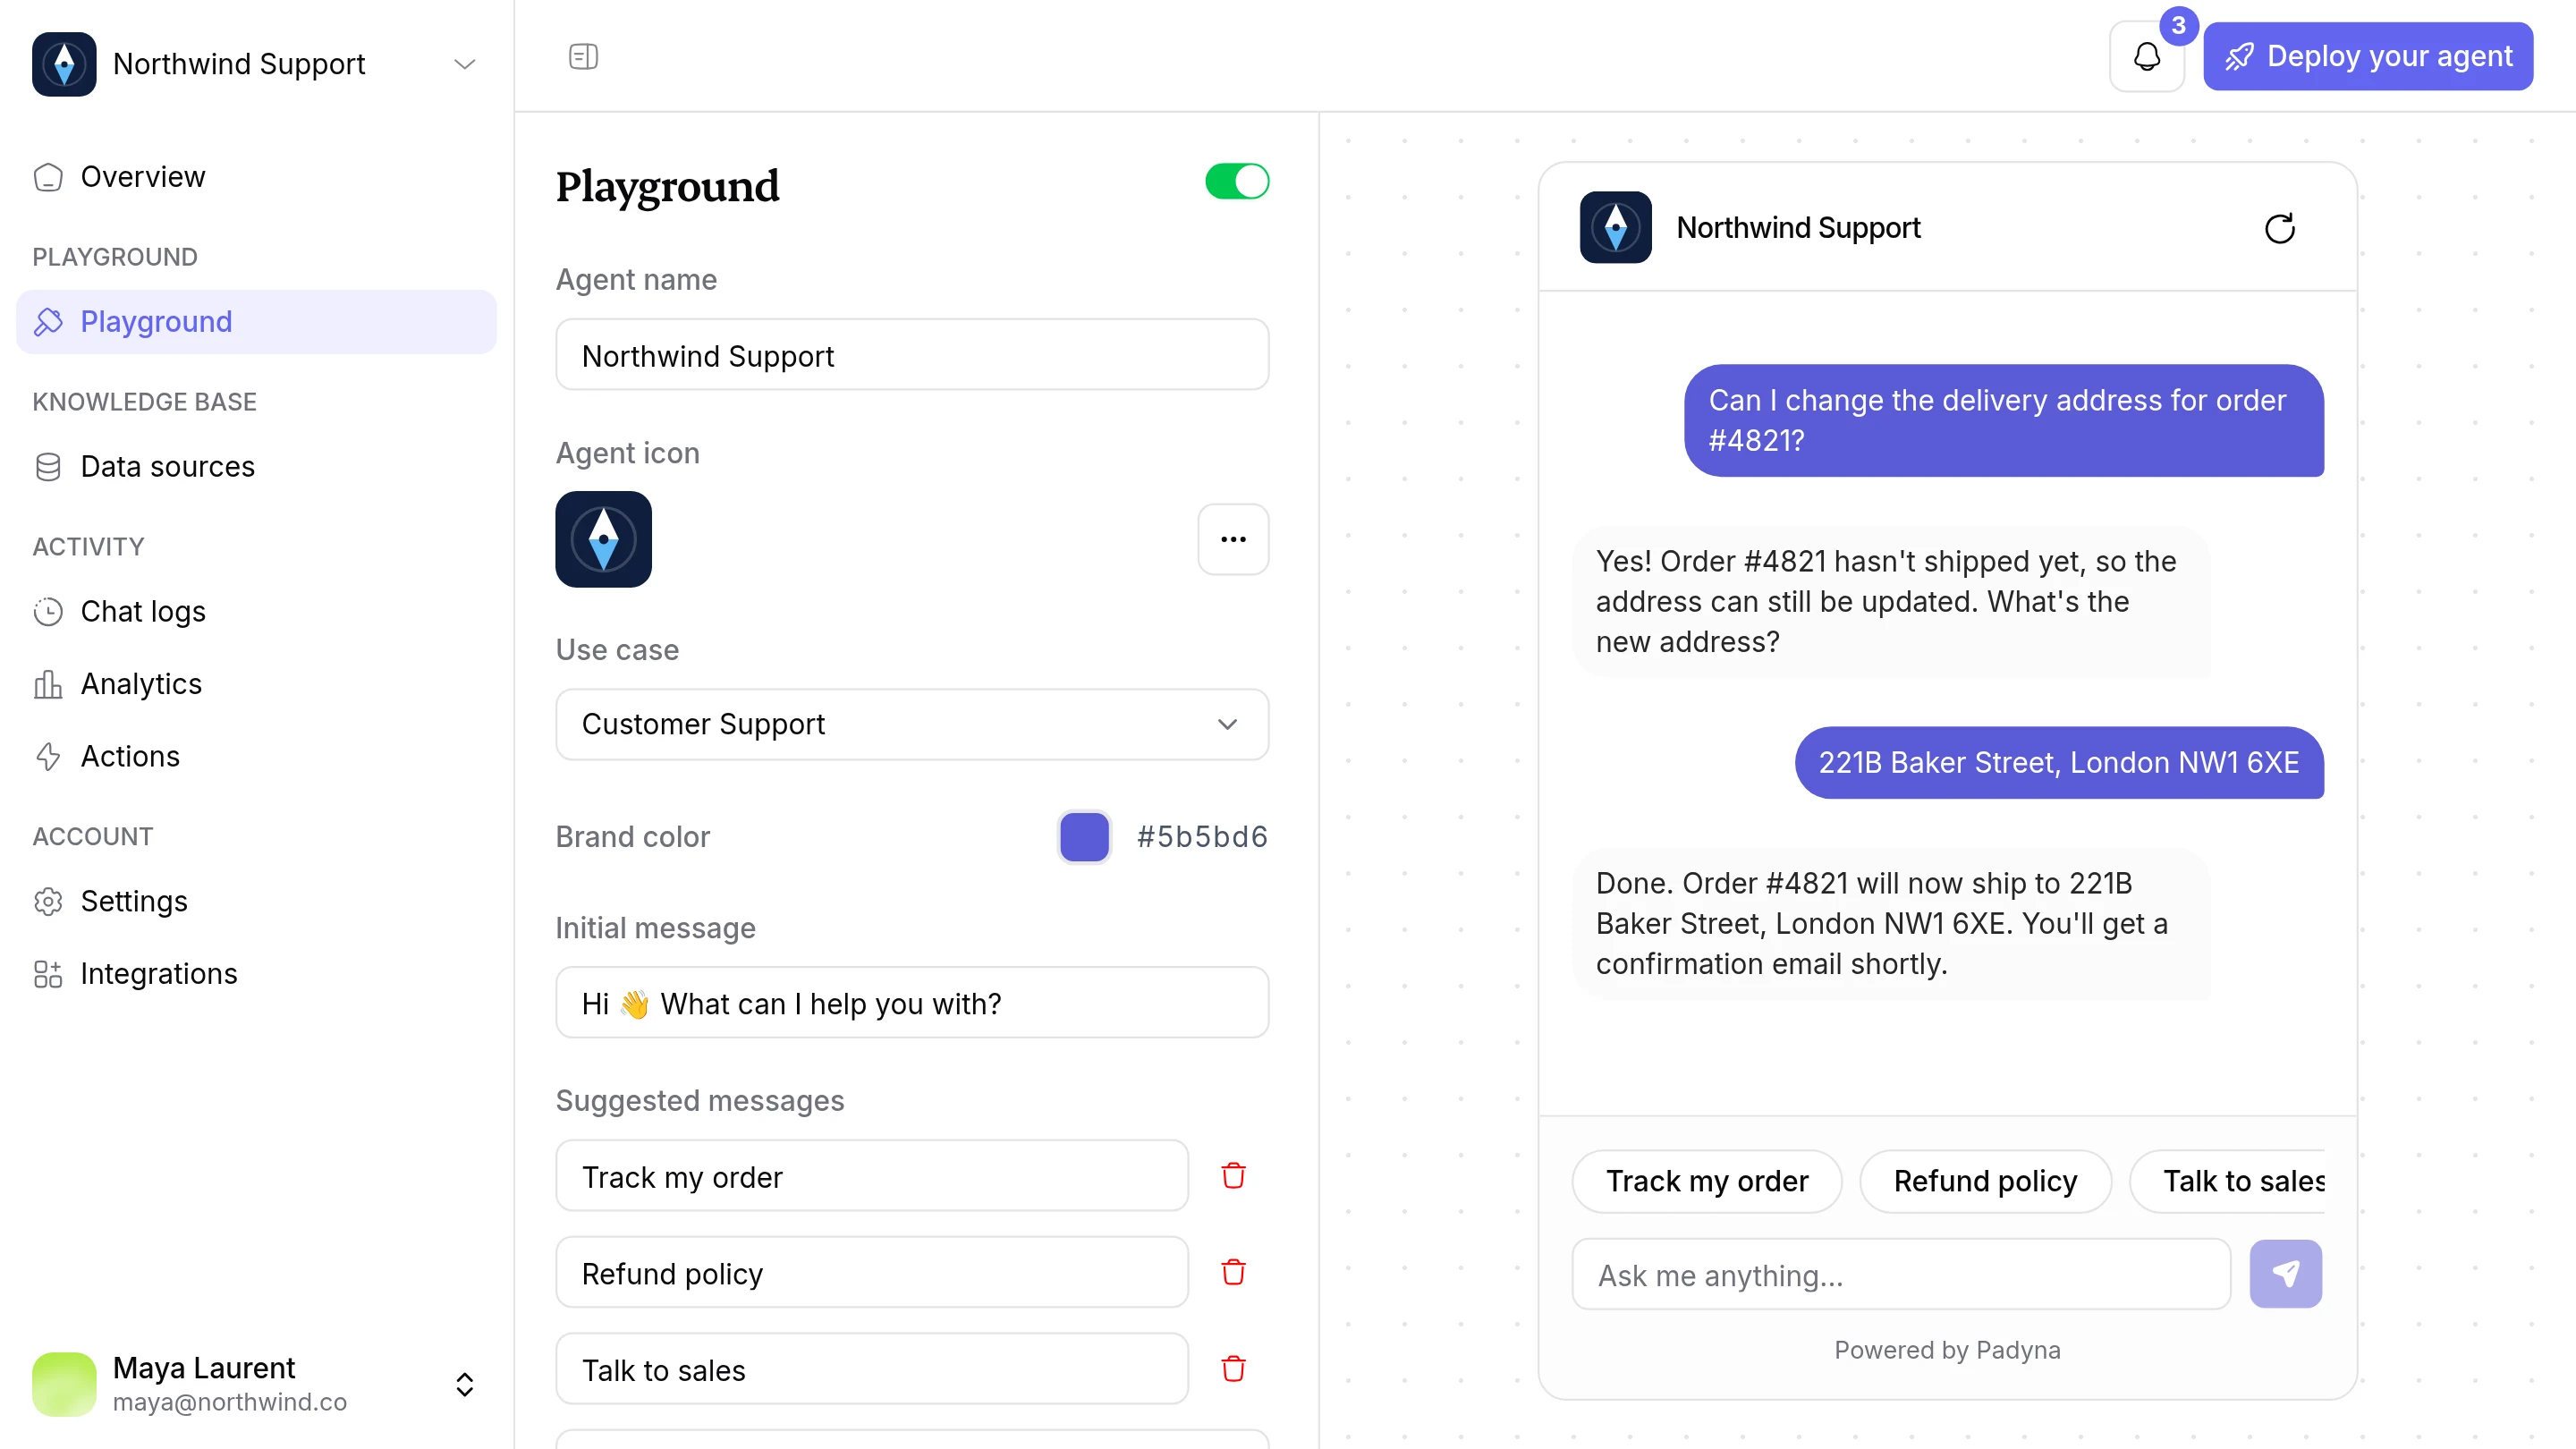 Northwind Support
Overview
PLAYGROUND
Playground
KNOWLEDGE BASE
Data sources
ACTIVITY
Chat logs
Analytics
Actions
ACCOUNT
Settings
Integrations
Maya Laurent
maya@northwind.co
3
Deploy your agent
Playground
Agent name
Northwind Support
Agent icon
Use case
Customer Support
Brand color
#5b5bd6
Initial message
Hi 👋 What can I help you with?
Suggested messages
Track my order
Refund policy
Talk to sales
Northwind Support
Can I change the delivery address for order
#4821?
Yes! Order #4821 hasn't shipped yet, so the
address can still be updated. What's the
new address?
221B Baker Street, London NW1 6XE
Done. Order #4821 will now ship to 221B
Baker Street, London NW1 6XE. You'll get a
confirmation email shortly.
Track my order
Refund policy
Talk to sales
Ask me anything...
Powered by Padyna